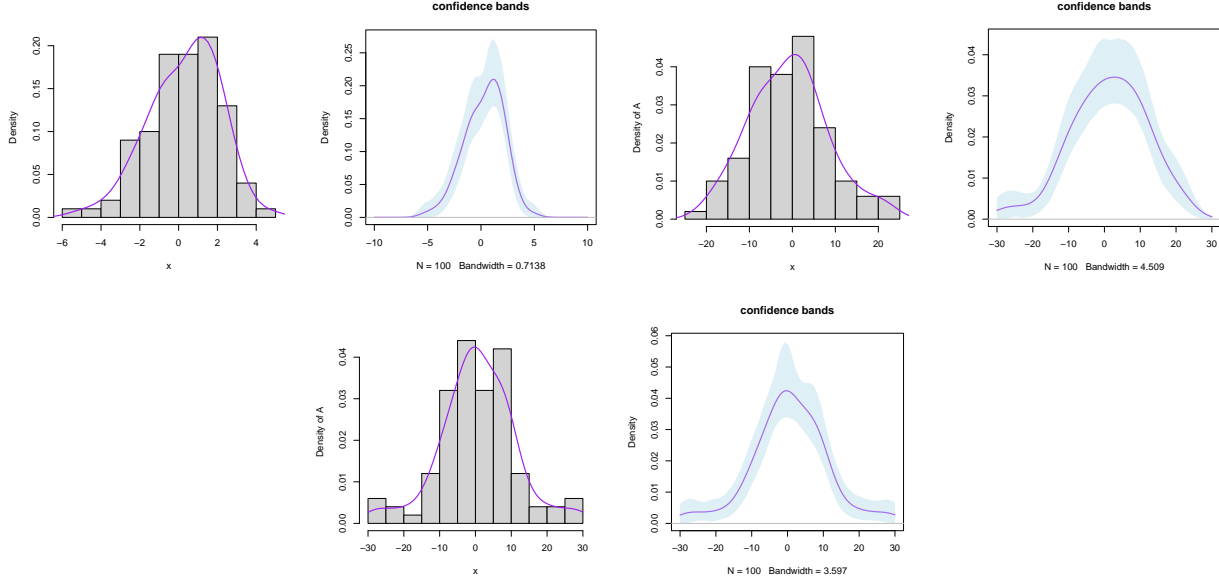 confidence bands
confidence bands
Density
0.00 0.05 0.10 0.15 0.20
−6 −4 −2 0 2 4
x
Density
0.00 0.05 0.10 0.15 0.20 0.25
−10 −5 0 5 10
N = 100 Bandwidth = 0.7138
Density of A
0.00 0.01 0.02 0.03 0.04
−20 −10 0 10 20
x
Density
0.00 0.01 0.02 0.03 0.04
−30 −20 −10 0 10 20 30
N = 100 Bandwidth = 4.509
confidence bands
Density of A
0.00 0.01 0.02 0.03 0.04
−30 −20 −10 0 10 20 30
x
Density
0.00 0.01 0.02 0.03 0.04 0.05 0.06
−30 −20 −10 0 10 20 30
N = 100 Bandwidth = 3.597